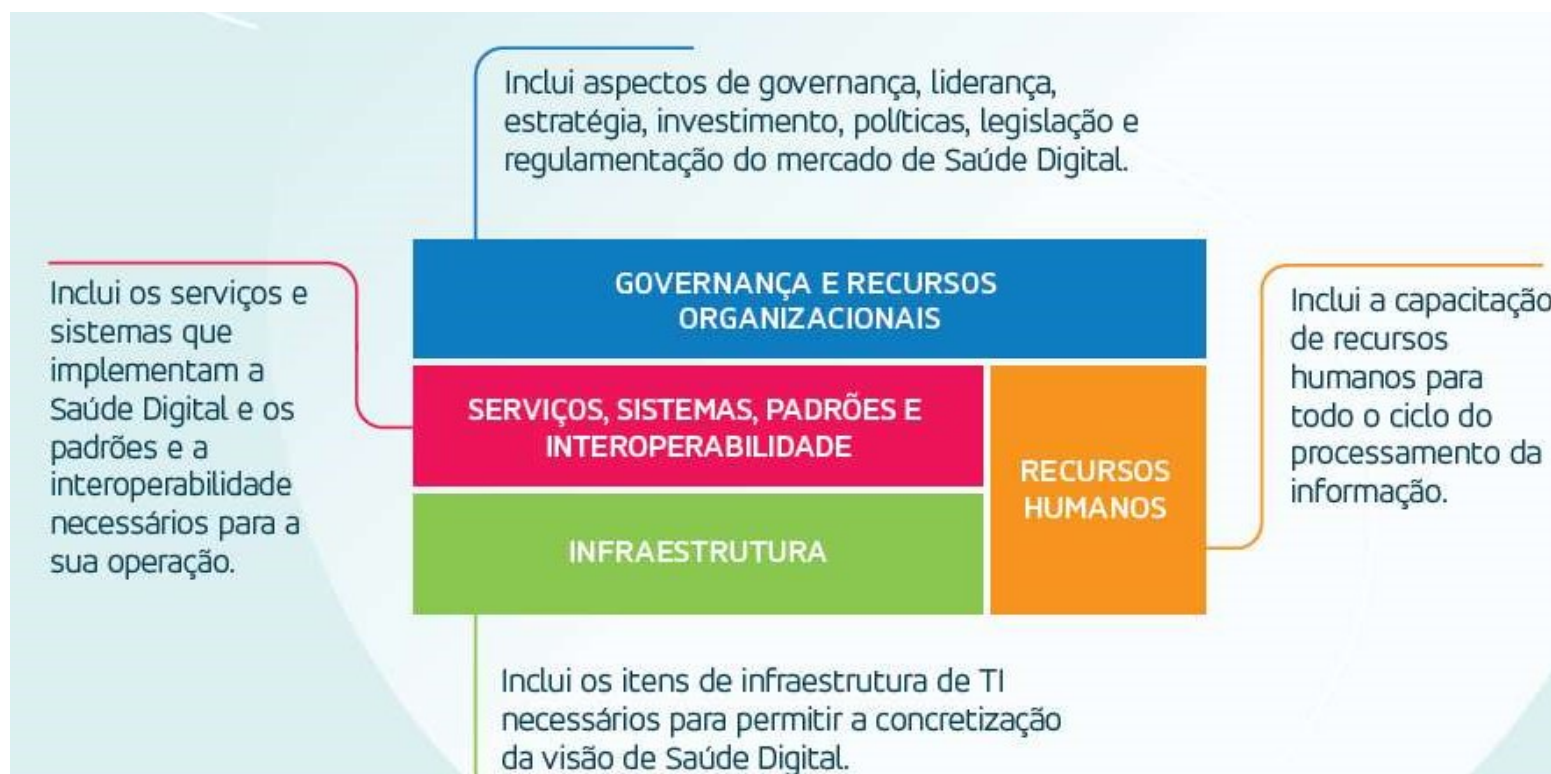 Inclui aspectos de governança, liderança,
estratégia, investimento, políticas, legislação e
regulamentação do mercado de Saúde Digital.
GOVERNANÇA E RECURSOS
ORGANIZACIONAIS
Inclui os serviços e
sistemas que
implementam a
Saúde Digital e os
padrões e a
interoperabilidade
necessários para a
sua operação.
SERVIÇOS, SISTEMAS, PADRÕES E
INTEROPERABILIDADE
RECURSOS
HUMANOS
Inclui a capacitação
de recursos
humanos para
todo o ciclo do
processamento da
informação.
INFRAESTRUTURA
Inclui os itens de infraestrutura de TI
necessários para permitir a concretização
da visão de Saúde Digital.